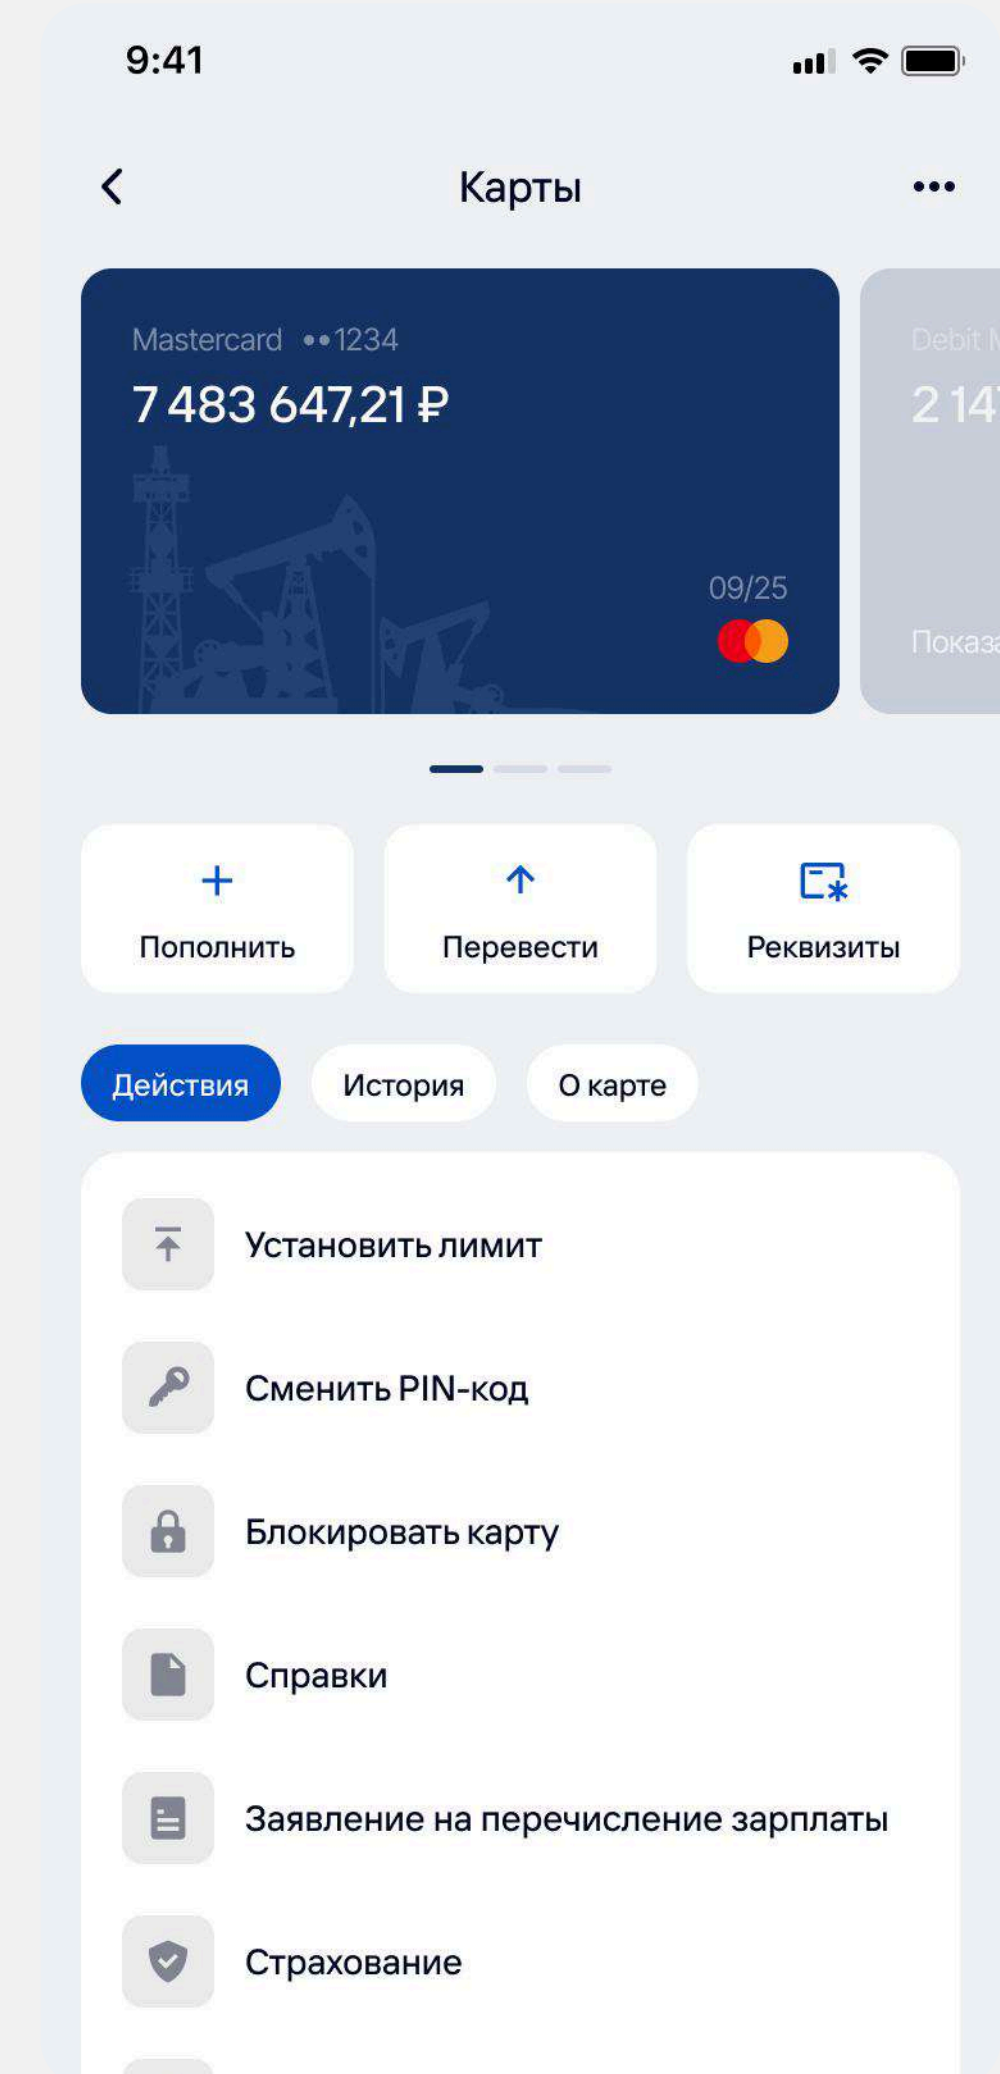 9:41
Карты
Mastercard ••1234
7 483 647,21 ₽
09/25
Debit
2 14
Пополнить
Перевести
Реквизиты
Действия
История
О карте
Установить лимит
Сменить PIN-код
Блокировать карту
Справки
Заявление на перечисление зарплаты
Страхование